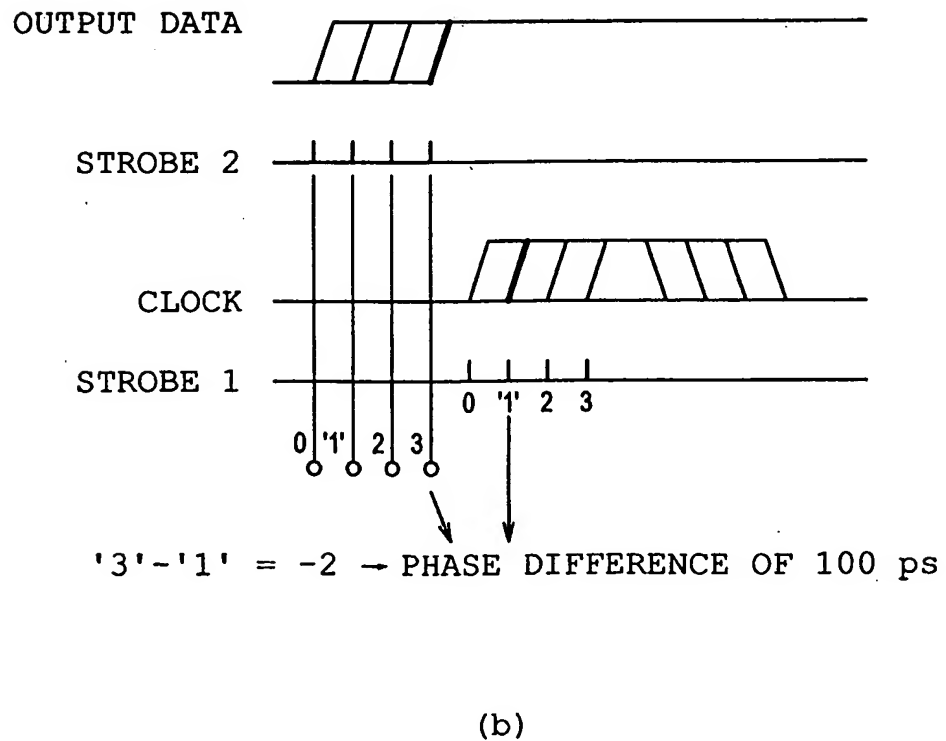 OUTPUT DATA
STROBE 2
CLOCK
STROBE 1
0 '1' 2 3
0 '1' 2 3
'3'-'1' = -2 → PHASE DIFFERENCE OF 100 ps
(b)